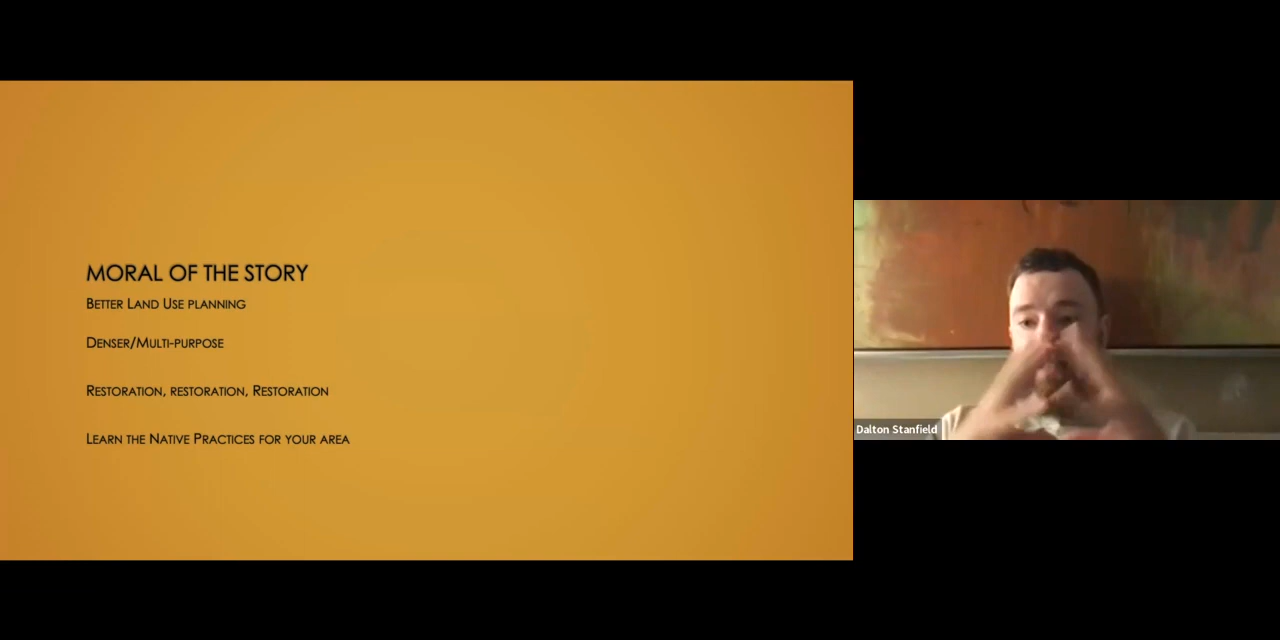 MORAL OF THE STORY
BETTER LAND USE PLANNING
DENSER/MULTI-PURPOSE
RESTORATION, RESTORATION, RESTORATION
LEARN THE NATIVE PRACTICES FOR YOUR AREA
Dalton Stanfield